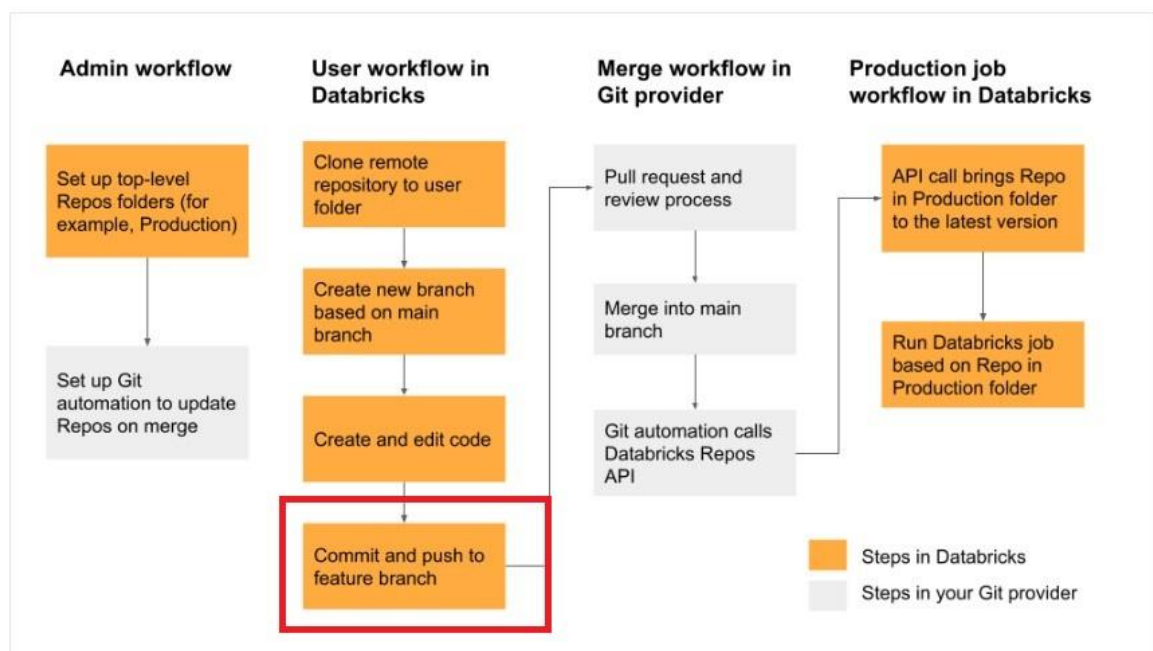 Admin workflow
Set up top-level
Repos folders (for
example, Production)
Set up Git
automation to update
Repos on merge
User workflow in
Databricks
Clone remote
repository to user
folder
Create new branch
based on main
branch
Create and edit code
Commit and push to
feature branch
Merge workflow in
Git provider
Pull request and
review process
Merge into main
branch
Git automation calls
Databricks Repos
API
Production job
workflow in Databricks
API call brings Repo
in Production folder
to the latest version
Run Databricks job
based on Repo in
Production folder
Steps in Databricks
Steps in your Git provider